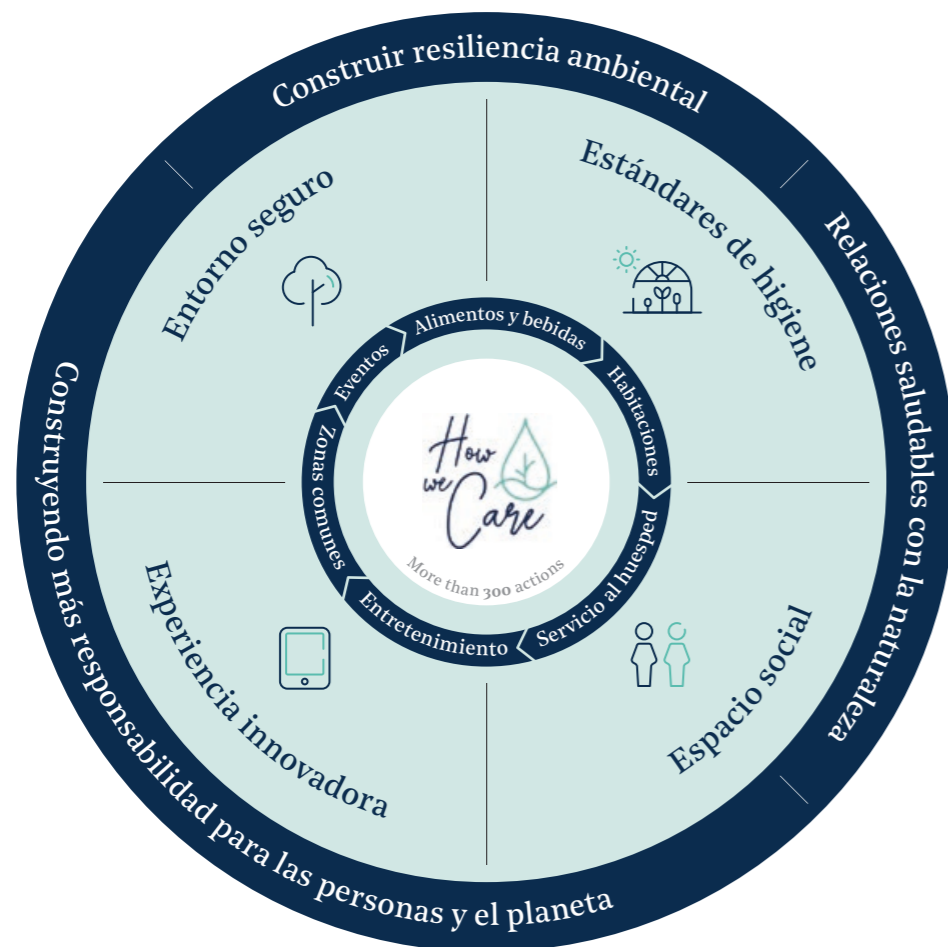 Construir resiliencia ambiental
Relaciones saludables con la naturaleza
Construyendo más responsabilidad para las personas y el planeta
Entorno seguro
Estándares de higiene
Espacio social
Experiencia innovadora
Alimentos y bebidas
Habitaciones
Servicio al huesped
Entretenimiento
Zonas comunes
Eventos
How
we
Care
More than 300 actions